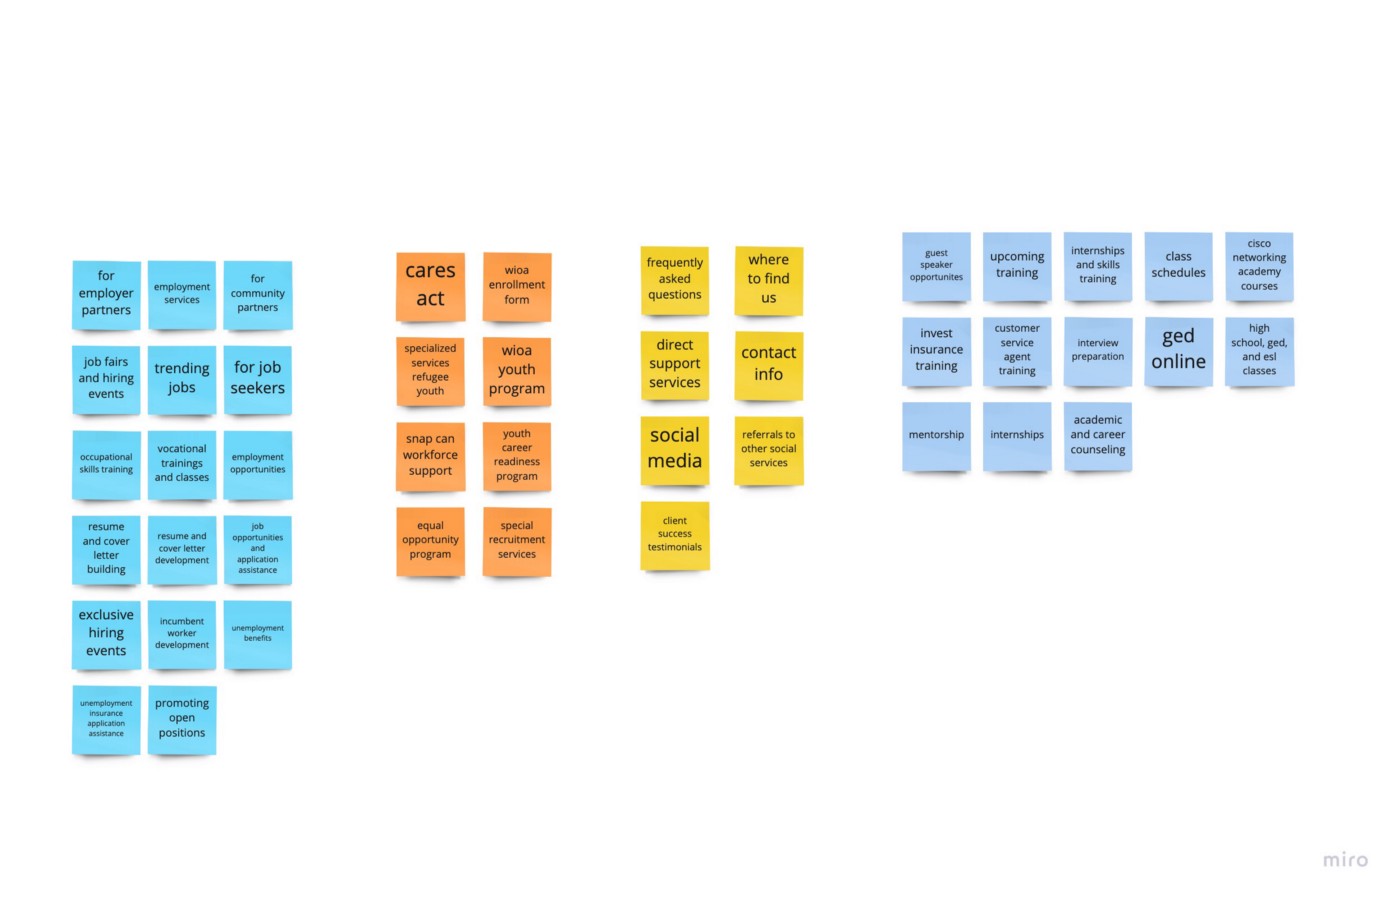 for
employer
partners
employment
services
for
community
partners
job fairs
and hiring
events
trending
jobs
for job
seekers
occupational
skills training
vocational
trainings
and classes
employment
opportunities
resume
and cover
letter
building
resume and
cover letter
development
job
opportunities
and
application
assistance
exclusive
hiring
events
incumbent
worker
development
unemployment
benefits
unemployment
insurance
application
assistance
promoting
open
positions
cares
act
wioa
enrollment
form
specialized
services
refugee
youth
wioa
youth
program
snap can
workforce
support
youth
career
readiness
program
equal
opportunity
program
special
recruitment
services
frequently
asked
questions
where
to find
us
direct
support
services
contact
info
social
media
referrals to
other social
services
client
success
testimonials
guest
speaker
opportunites
upcoming
training
internships
and skills
training
class
schedules
cisco
networking
academy
courses
invest
insurance
training
customer
service
agent
training
interview
preparation
ged
online
high
school, ged,
and esl
classes
mentorship
internships
academic
and career
counseling
miro